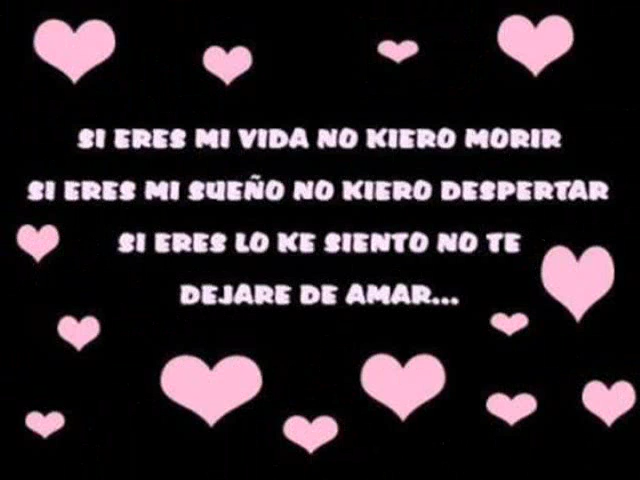 SI ERES MI VIDA NO KIERO MORIR
SI ERES MI SUEÑO NO KIERO DESPERTAR
SI ERES LO KE SIENTO NO TE
DEJARE DE AMAR...